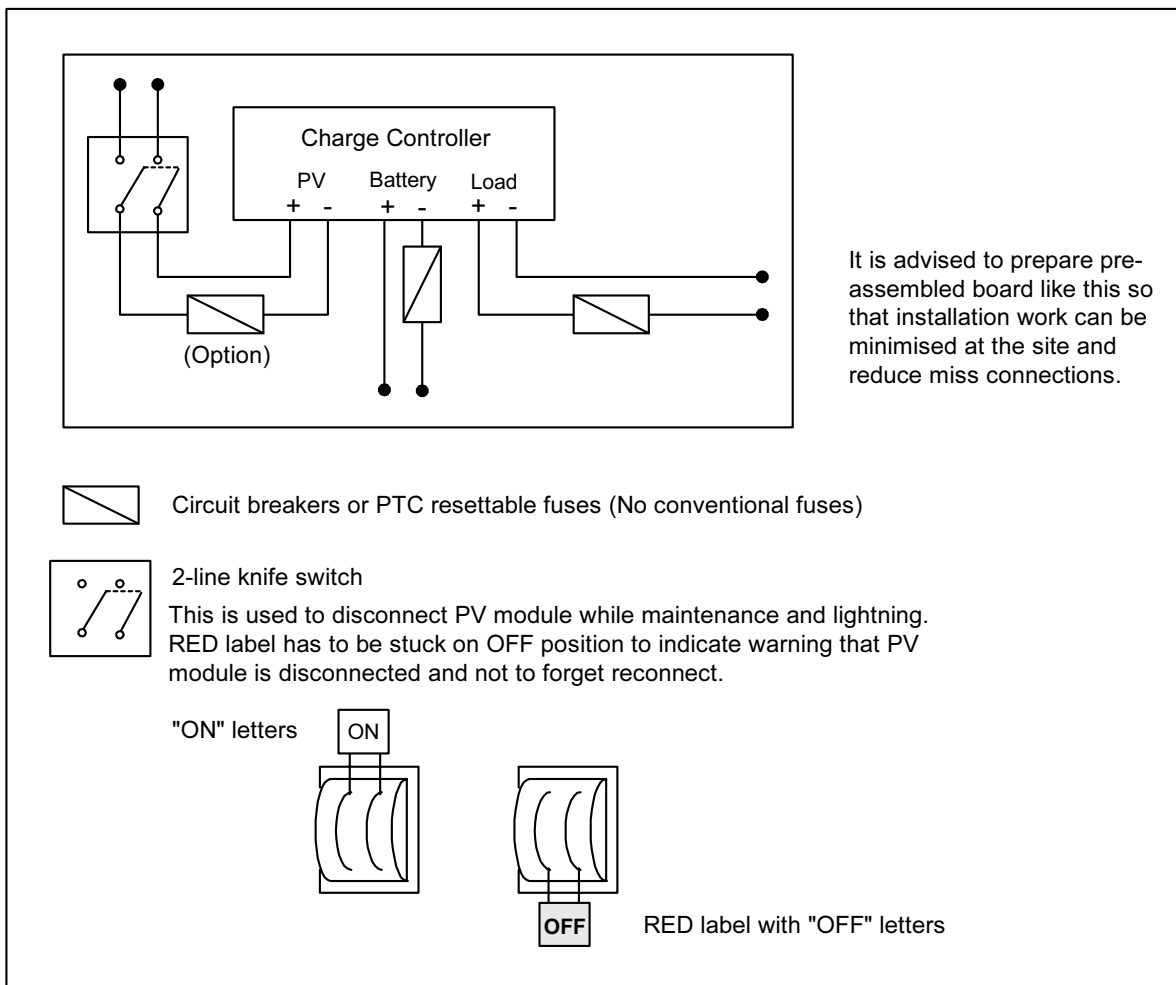 Charge Controller
PV Battery Load
+ - + - + -
(Option)
It is advised to prepare pre-
assembled board like this so
that installation work can be
minimised at the site and
reduce miss connections.
Circuit breakers or PTC resettable fuses (No conventional fuses)
2-line knife switch
This is used to disconnect PV module while maintenance and lightning.
RED label has to be stuck on OFF position to indicate warning that PV
module is disconnected and not to forget reconnect.
"ON" letters
ON
OFF
RED label with "OFF" letters